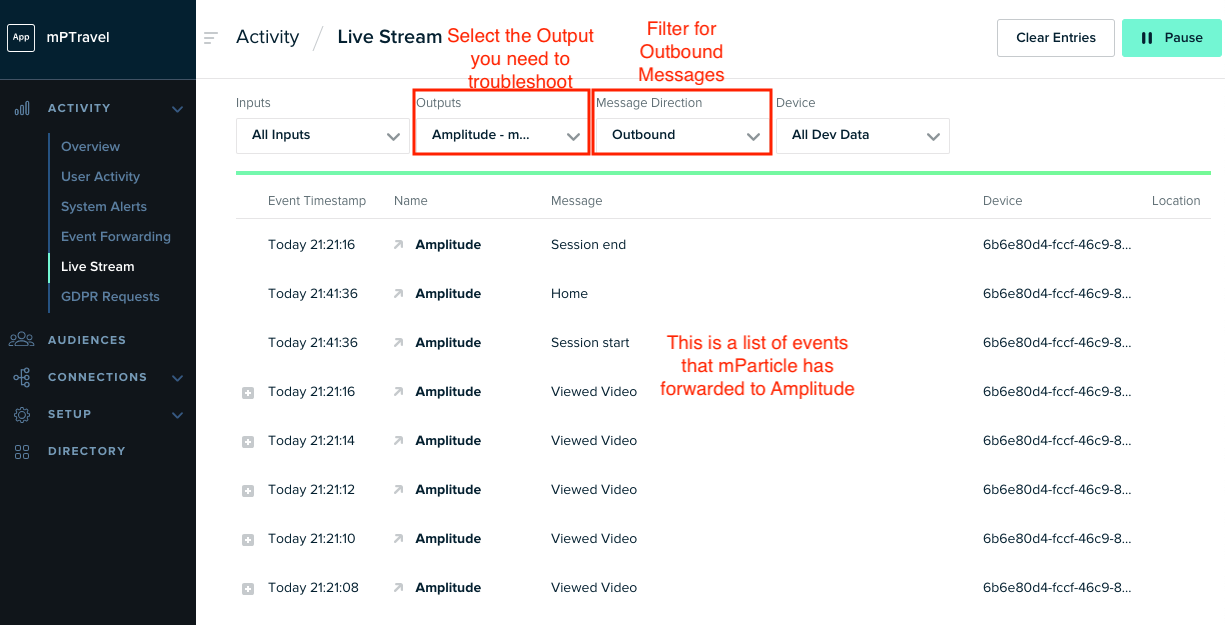 App mPTravel
Activity / Live Stream
Select the Output
you need to
troubleshoot
Filter for
Outbound
Messages
Clear Entries
Pause
ACTIVITY
Overview
User Activity
System Alerts
Event Forwarding
Live Stream
GDPR Requests
AUDIENCES
CONNECTIONS
SETUP
DIRECTORY
Inputs Outputs Message Direction Device
All Inputs Amplitude - m... Outbound All Dev Data
Event Timestamp Name Message Device Location
Today 21:21:16 Amplitude Session end 6b6e80d4-fccf-46c9-8...
Today 21:41:36 Amplitude Home 6b6e80d4-fccf-46c9-8...
Today 21:41:36 Amplitude Session start 6b6e80d4-fccf-46c9-8...
This is a list of events
that mParticle has
forwarded to Amplitude
Today 21:21:16 Amplitude Viewed Video 6b6e80d4-fccf-46c9-8...
Today 21:21:14 Amplitude Viewed Video 6b6e80d4-fccf-46c9-8...
Today 21:21:12 Amplitude Viewed Video 6b6e80d4-fccf-46c9-8...
Today 21:21:10 Amplitude Viewed Video 6b6e80d4-fccf-46c9-8...
Today 21:21:08 Amplitude Viewed Video 6b6e80d4-fccf-46c9-8...